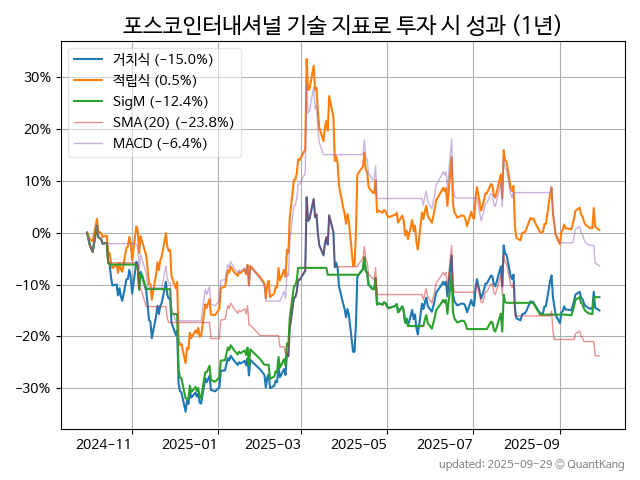 포스코인터내셔널 기술 지표로 투자 시 성과 (1년)
거치식 (−15.0%)
적립식 (0.5%)
SigM (−12.4%)
SMA(20) (−23.8%)
MACD (−6.4%)
30%
20%
10%
0%
−10%
−20%
−30%
2024-11 2025-01 2025-03 2025-05 2025-07 2025-09
updated: 2025-09-29 © QuantKang